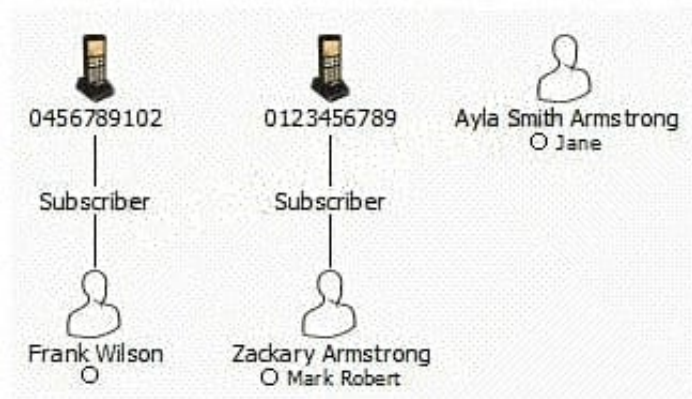 0456789102
0123456789
Ayla Smith Armstrong
Jane
Subscriber
Subscriber
Frank Wilson
Zackary Armstrong
Mark Robert